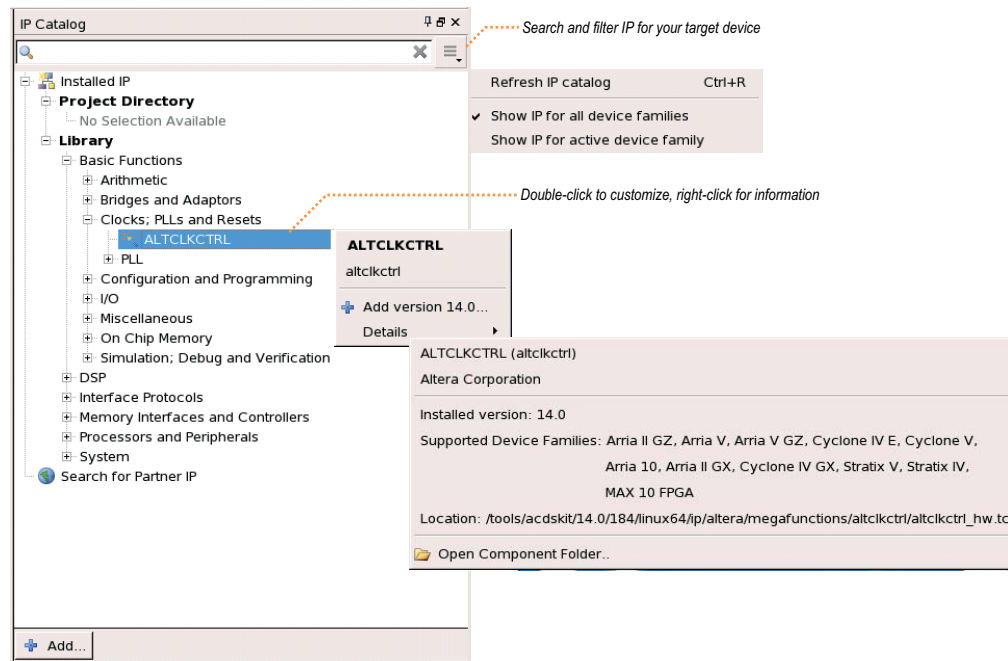 IP Catalog
Search and filter IP for your target device
Installed IP
Project Directory
No Selection Available
Library
Basic Functions
Arithmetic
Bridges and Adaptors
Clocks; PLLs and Resets
ALTCLKCTRL
PLL
Configuration and Programming
I/O
Miscellaneous
On Chip Memory
Simulation; Debug and Verification
DSP
Interface Protocols
Memory Interfaces and Controllers
Processors and Peripherals
System
Search for Partner IP
Add...
Refresh IP catalog Ctrl+R
Show IP for all device families
Show IP for active device family
Double-click to customize, right-click for information
ALTCLKCTRL
altclkctrl
Add version 14.0...
Details
ALTCLKCTRL (altclkctrl)
Altera Corporation
Installed version: 14.0
Supported Device Families: Arria II GZ, Arria V, Arria V GZ, Cyclone IV E, Cyclone V,
Arria 10, Arria II GX, Cyclone IV GX, Stratix V, Stratix IV,
MAX 10 FPGA
Location: /tools/acdskit/14.0/184/linux64/ip/altera/megafunctions/altclkctrl/altclkctrl_hw.tc
Open Component Folder..